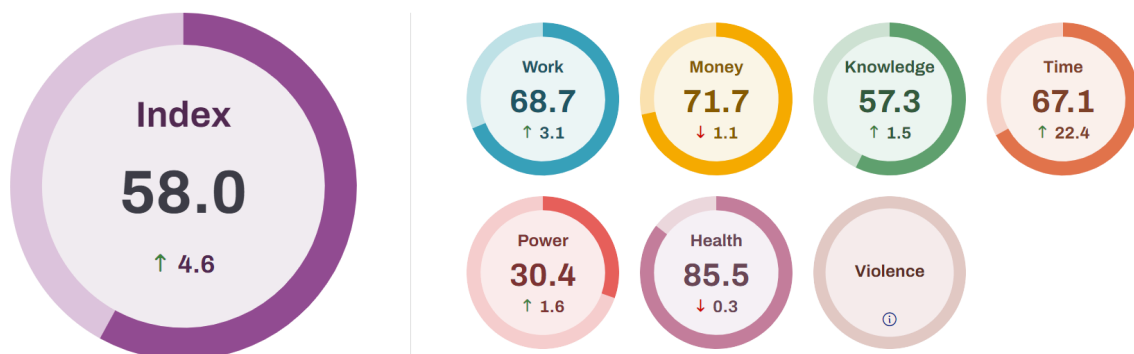 Index
58.0
↑ 4.6
Work
68.7
↑ 3.1
Money
71.7
↓ 1.1
Knowledge
57.3
↑ 1.5
Time
67.1
↑ 22.4
Power
30.4
↑ 1.6
Health
85.5
↓ 0.3
Violence